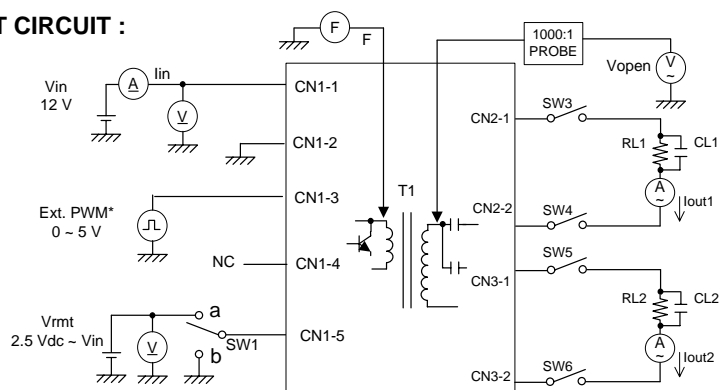 T CIRCUIT :
F
F
1000:1
PROBE
Vopen
V
~
Vin
12 V
A
Iin
V
CN1-1
CN1-2
CN1-3
Ext. PWM*
0 ~ 5 V
NC
CN1-4
Vrmt
2.5 Vdc ~ Vin
V
a
b
SW1
CN1-5
T1
CN2-1
SW3
RL1
CL1
A
~
Iout1
CN2-2
SW4
CN3-1
SW5
RL2
CL2
A
~
Iout2
CN3-2
SW6